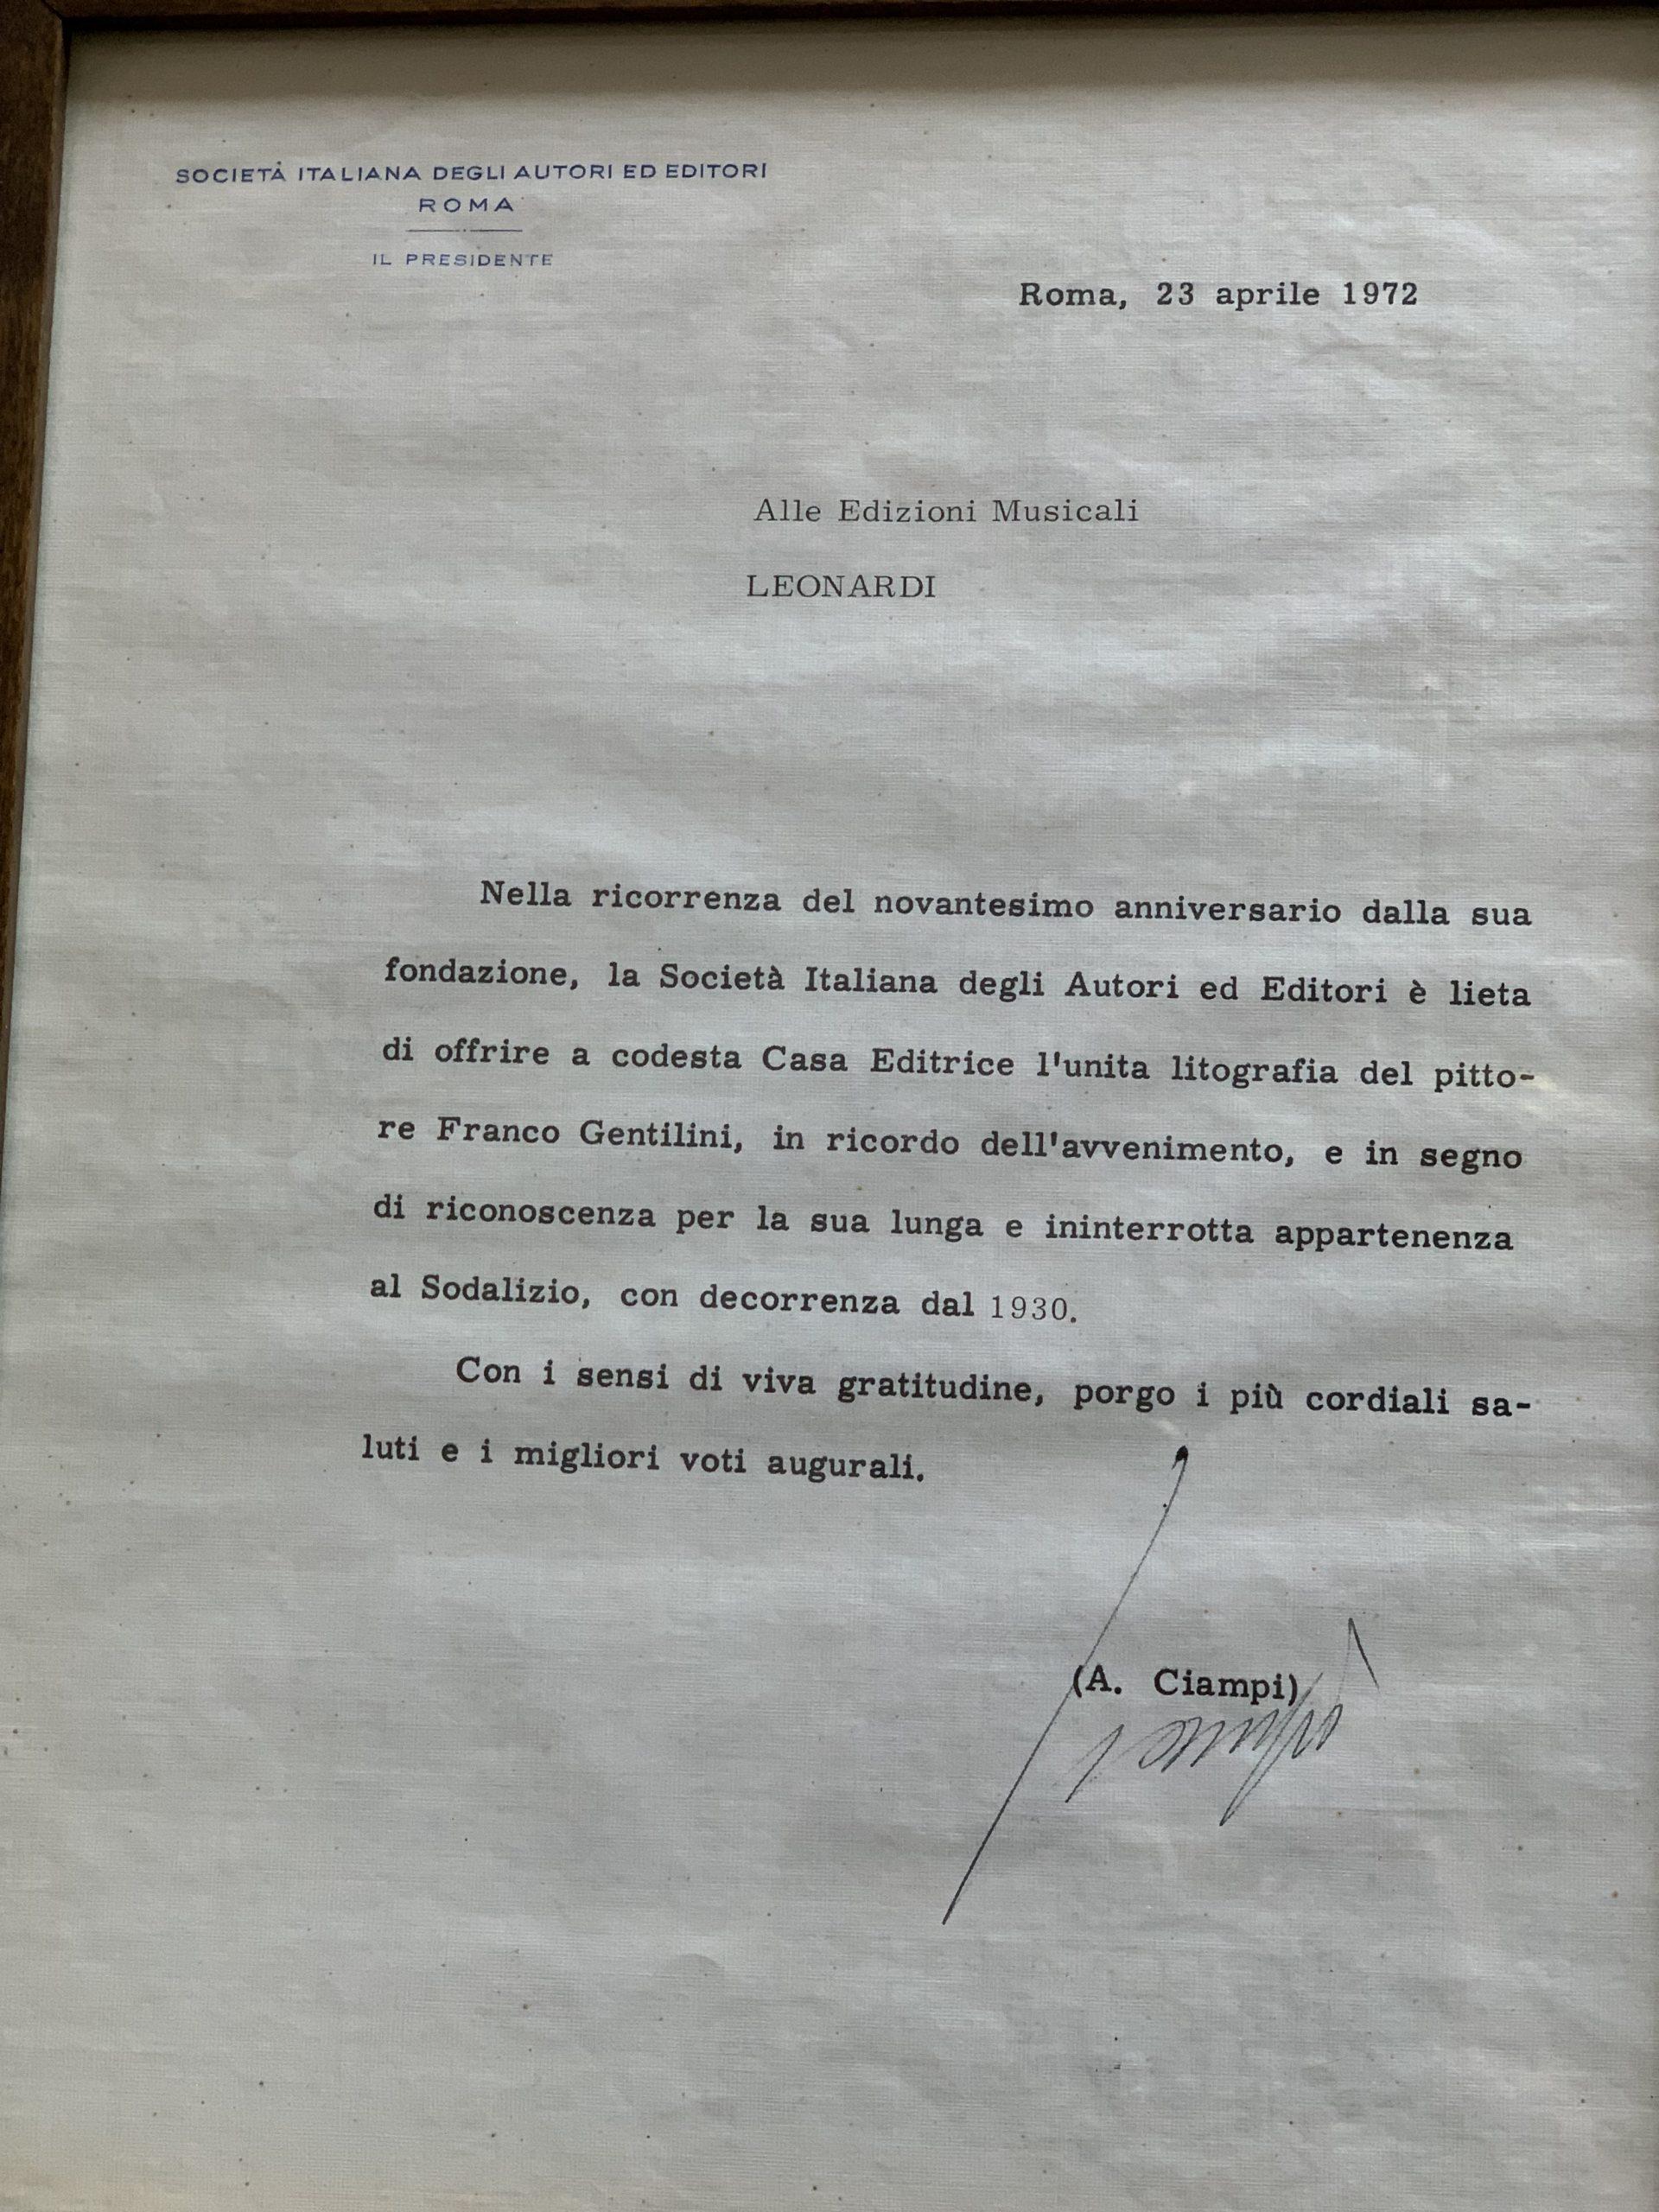 SOCIETÀ ITALIANA DEGLI AUTORI ED EDITORI
ROMA
IL PRESIDENTE
Roma, 23 aprile 1972
Alle Edizioni Musicali
LEONARDI
Nella ricorrenza del novantesimo anniversario dalla sua
fondazione, la Società Italiana degli Autori ed Editori è lieta
di offrire a codesta Casa Editrice l'unita litografia del pitto-
re Franco Gentilini, in ricordo dell'avvenimento, e in segno
di riconoscenza per la sua lunga e ininterrotta appartenenza
al Sodalizio, con decorrenza dal 1930.
Con i sensi di viva gratitudine, porgo i più cordiali sa-
luti e i migliori voti augurali.
(A. Ciampi)